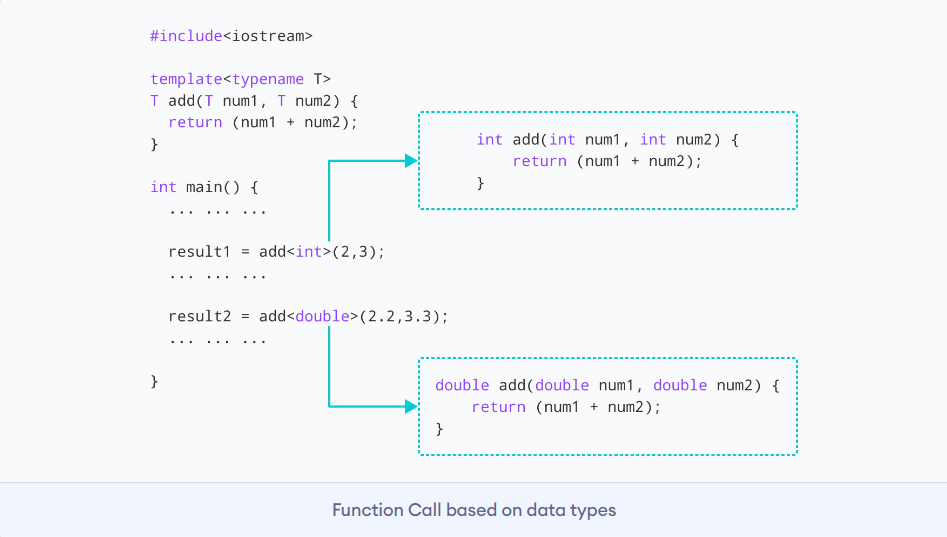 #include<iostream>
template<typename T>
T add(T num1, T num2) {
return (num1 + num2);
}
int main() {
... ... ...
result1 = add<int>(2,3);
... ... ...
result2 = add<double>(2.2,3.3);
... ... ...
}
int add(int num1, int num2) {
return (num1 + num2);
}
double add(double num1, double num2) {
return (num1 + num2);
}
Function Call based on data types